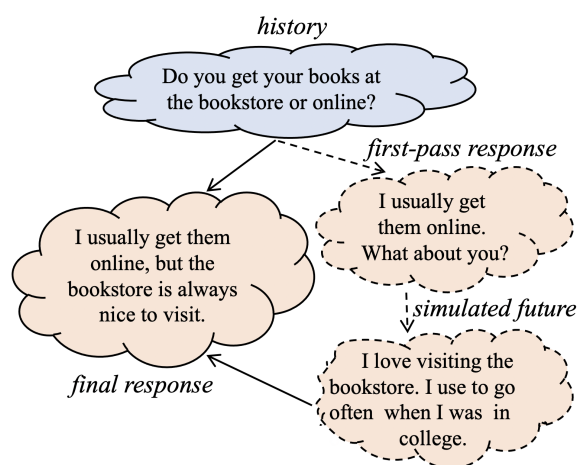 history
Do you get your books at
the bookstore or online?
first-pass response
I usually get
them online.
What about you?
I usually get them
online, but the
bookstore is always
nice to visit.
simulated future
I love visiting the
bookstore. I use to go
often when I was in
college.
final response